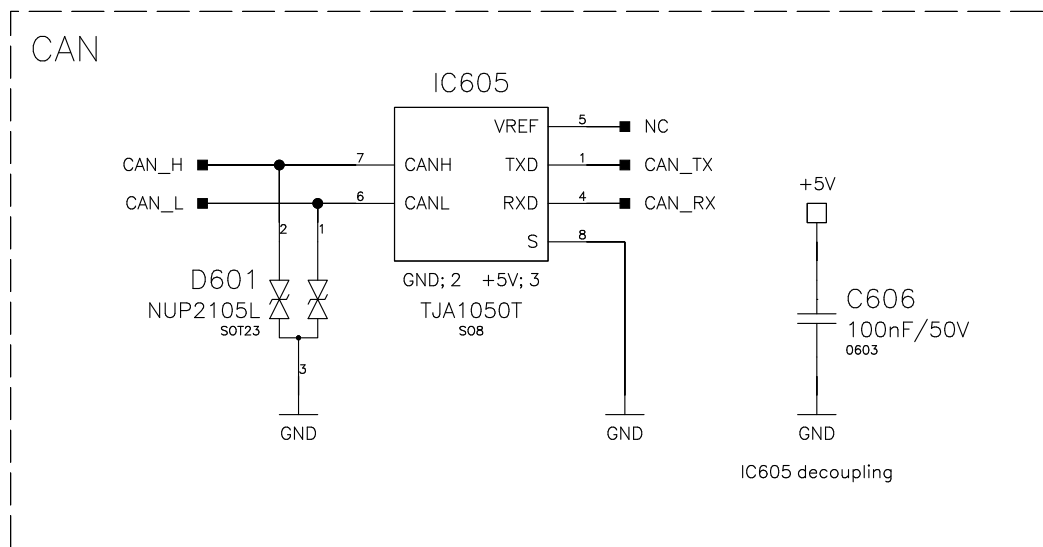 CAN
IC605
VREF 5 NC
CAN_H 7 CANH TXD 1 CAN_TX
CAN_L 6 CANL RXD 4 CAN_RX
S 8
2 1
+5V
D601
NUP2105L
SOT23
GND; 2 +5V; 3
TJA1050T
SO8
C606
100nF/50V
0603
3
GND
GND
GND
IC605 decoupling